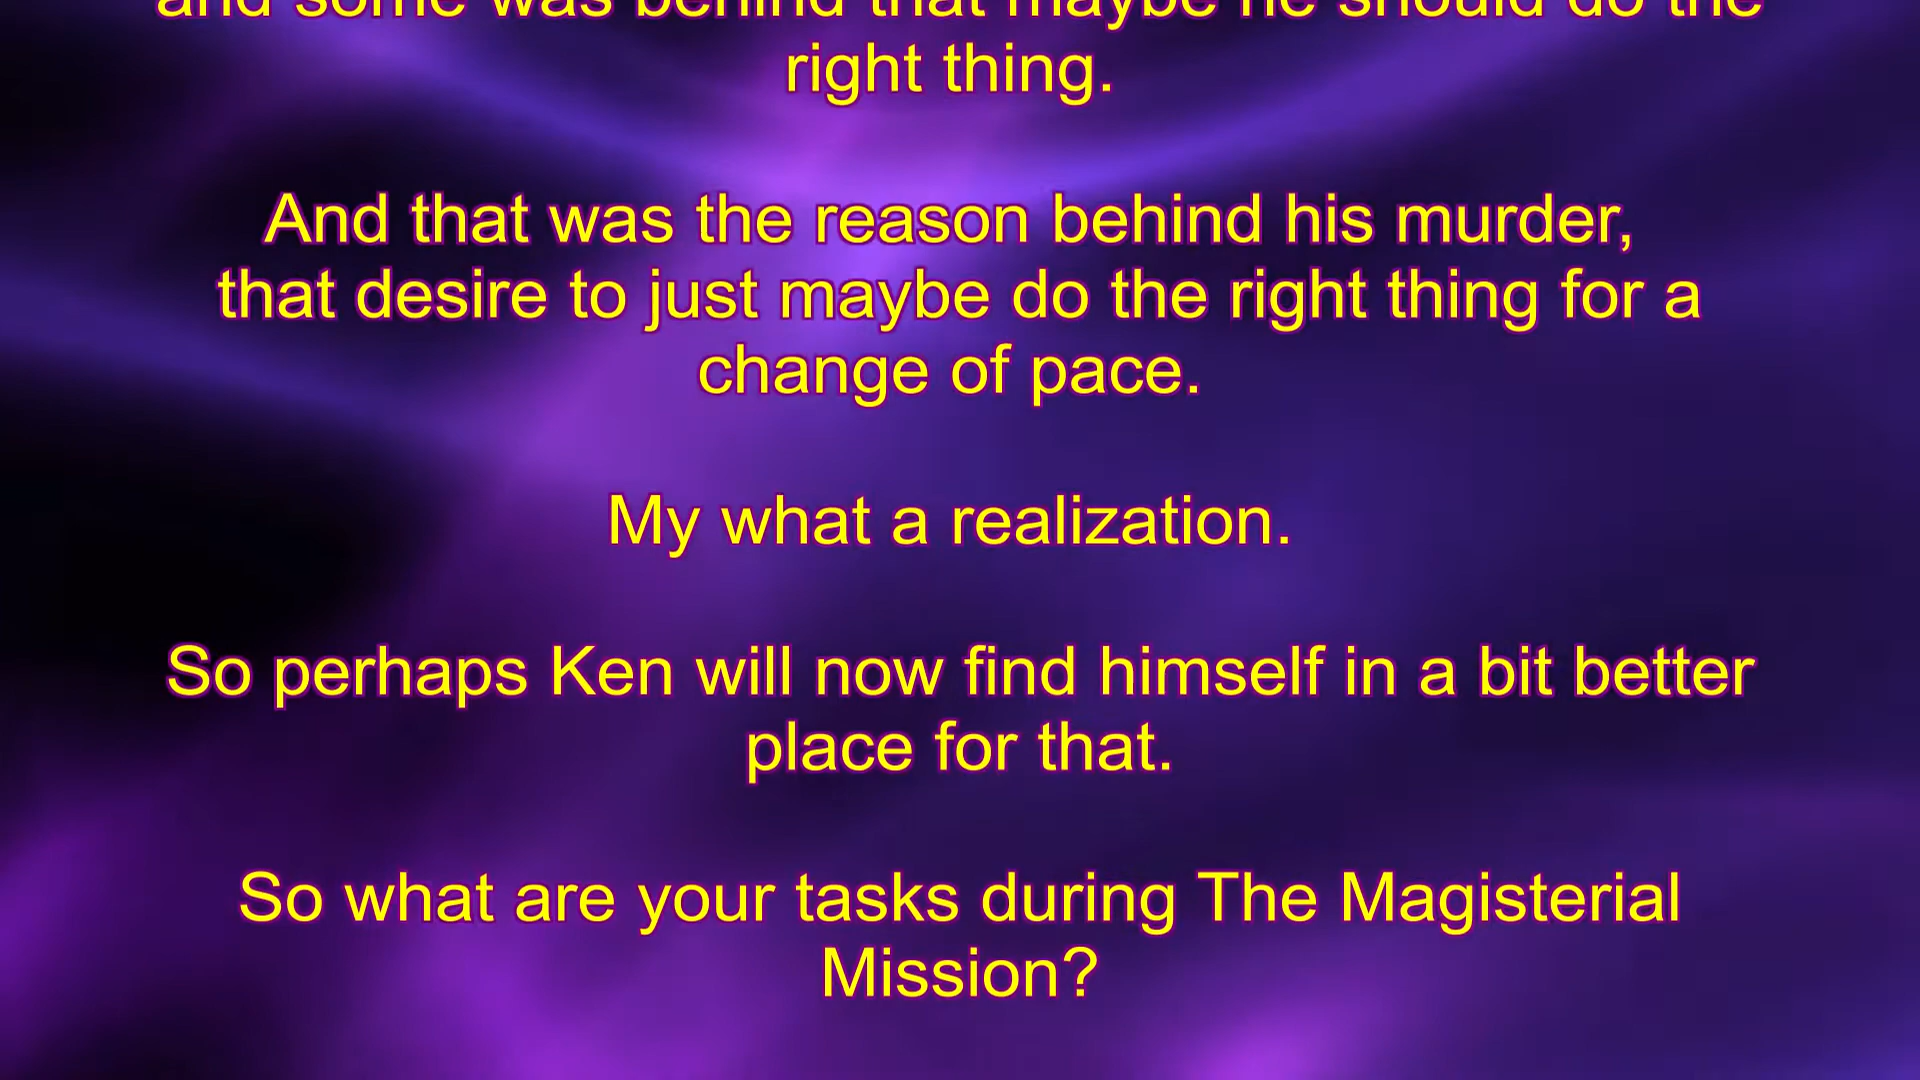 and some was behind that maybe he should do the
right thing.
And that was the reason behind his murder,
that desire to just maybe do the right thing for a
change of pace.
My what a realization.
So perhaps Ken will now find himself in a bit better
place for that.
So what are your tasks during The Magisterial
Mission?